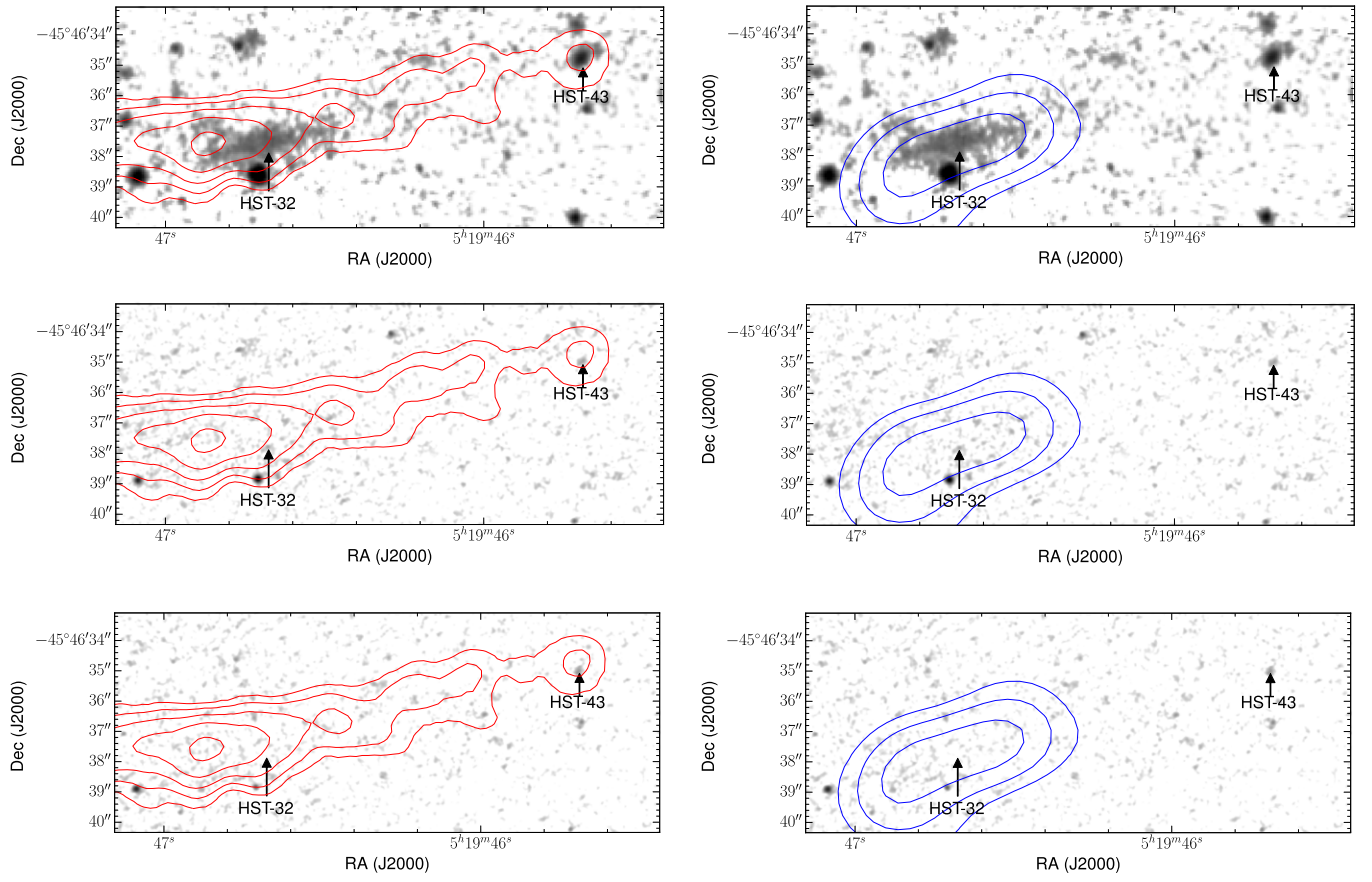 −45°46′34″
35″
36″
37″
38″
39″
40″
Dec (J2000)
HST-43
HST-32
47ˢ
5ʰ19ᵐ46ˢ
RA (J2000)
−45°46′34″
35″
36″
37″
38″
39″
40″
Dec (J2000)
HST-43
HST-32
47ˢ
5ʰ19ᵐ46ˢ
RA (J2000)
−45°46′34″
35″
36″
37″
38″
39″
40″
Dec (J2000)
HST-43
HST-32
47ˢ
5ʰ19ᵐ46ˢ
RA (J2000)
−45°46′34″
35″
36″
37″
38″
39″
40″
Dec (J2000)
HST-43
HST-32
47ˢ
5ʰ19ᵐ46ˢ
RA (J2000)
−45°46′34″
35″
36″
37″
38″
39″
40″
Dec (J2000)
HST-43
HST-32
47ˢ
5ʰ19ᵐ46ˢ
RA (J2000)
−45°46′34″
35″
36″
37″
38″
39″
40″
Dec (J2000)
HST-43
HST-32
47ˢ
5ʰ19ᵐ46ˢ
RA (J2000)